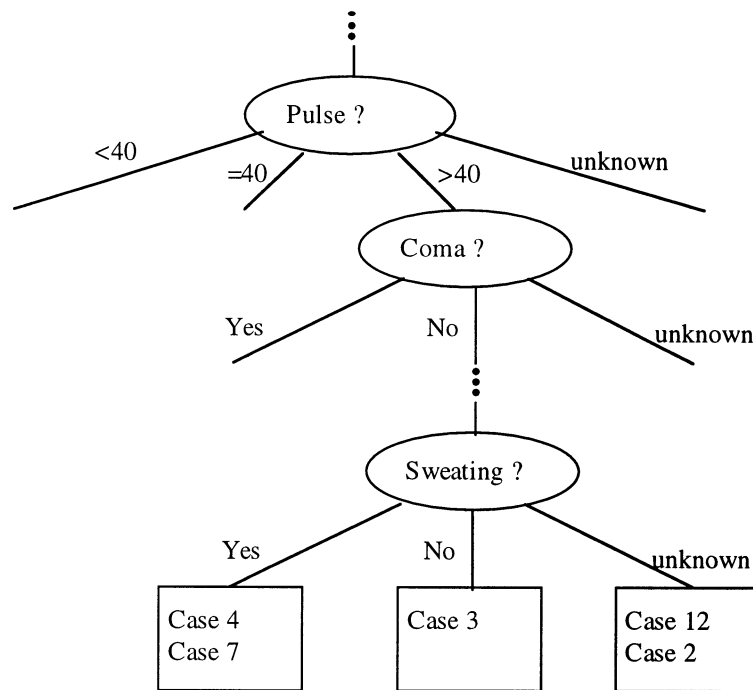 Pulse ?
<40
=40
>40
unknown
Coma ?
Yes
No
unknown
Sweating ?
Yes
No
unknown
Case 4
Case 7
Case 3
Case 12
Case 2